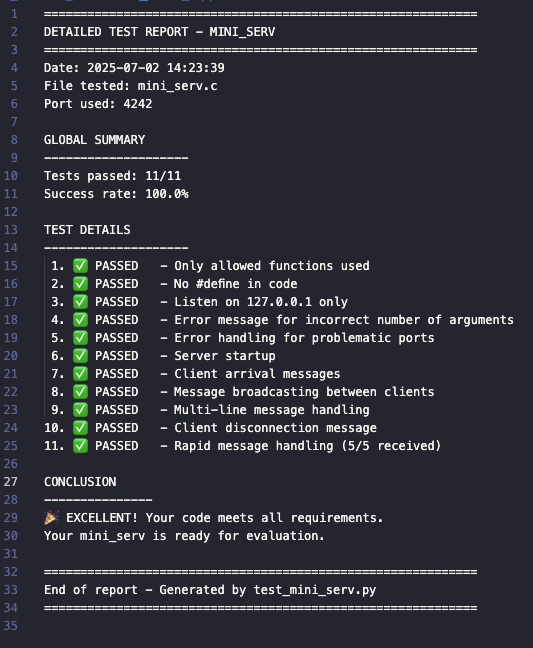 1 ============================================================
2 DETAILED TEST REPORT - MINI_SERV
3 ============================================================
4 Date: 2025-07-02 14:23:39
5 File tested: mini_serv.c
6 Port used: 4242
7
8 GLOBAL SUMMARY
9 --------------------
10 Tests passed: 11/11
11 Success rate: 100.0%
12
13 TEST DETAILS
14 --------------------
15 1. ✅ PASSED - Only allowed functions used
16 2. ✅ PASSED - No #define in code
17 3. ✅ PASSED - Listen on 127.0.0.1 only
18 4. ✅ PASSED - Error message for incorrect number of arguments
19 5. ✅ PASSED - Error handling for problematic ports
20 6. ✅ PASSED - Server startup
21 7. ✅ PASSED - Client arrival messages
22 8. ✅ PASSED - Message broadcasting between clients
23 9. ✅ PASSED - Multi-line message handling
24 10. ✅ PASSED - Client disconnection message
25 11. ✅ PASSED - Rapid message handling (5/5 received)
26
27 CONCLUSION
28 ---------------
29 🎉 EXCELLENT! Your code meets all requirements.
30 Your mini_serv is ready for evaluation.
31
32 ============================================================
33 End of report - Generated by test_mini_serv.py
34 ============================================================
35